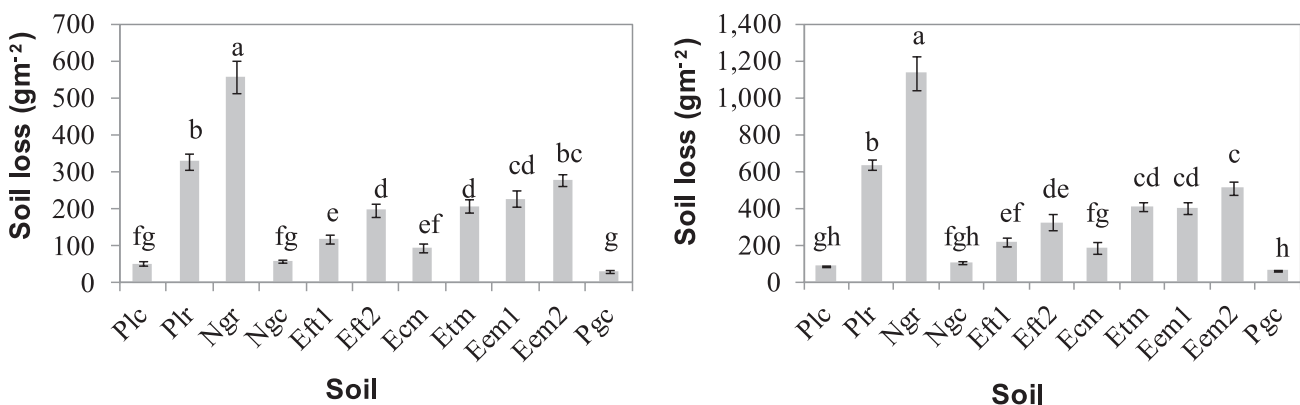 700
600
500
400
300
200
100
0
Soil loss (gm-2)
fg
b
a
fg
e
d
ef
d
cd
bc
g
Plc
Plr
Ngr
Ngc
Eft1
Eft2
Ecm
Etm
Eem1
Eem2
Pgc
Soil
1,400
1,200
1,000
800
600
400
200
0
Soil loss (gm-2)
gh
b
a
fgh
ef
de
fg
cd
cd
c
h
Plc
Plr
Ngr
Ngc
Eft1
Eft2
Ecm
Etm
Eem1
Eem2
Pgc
Soil